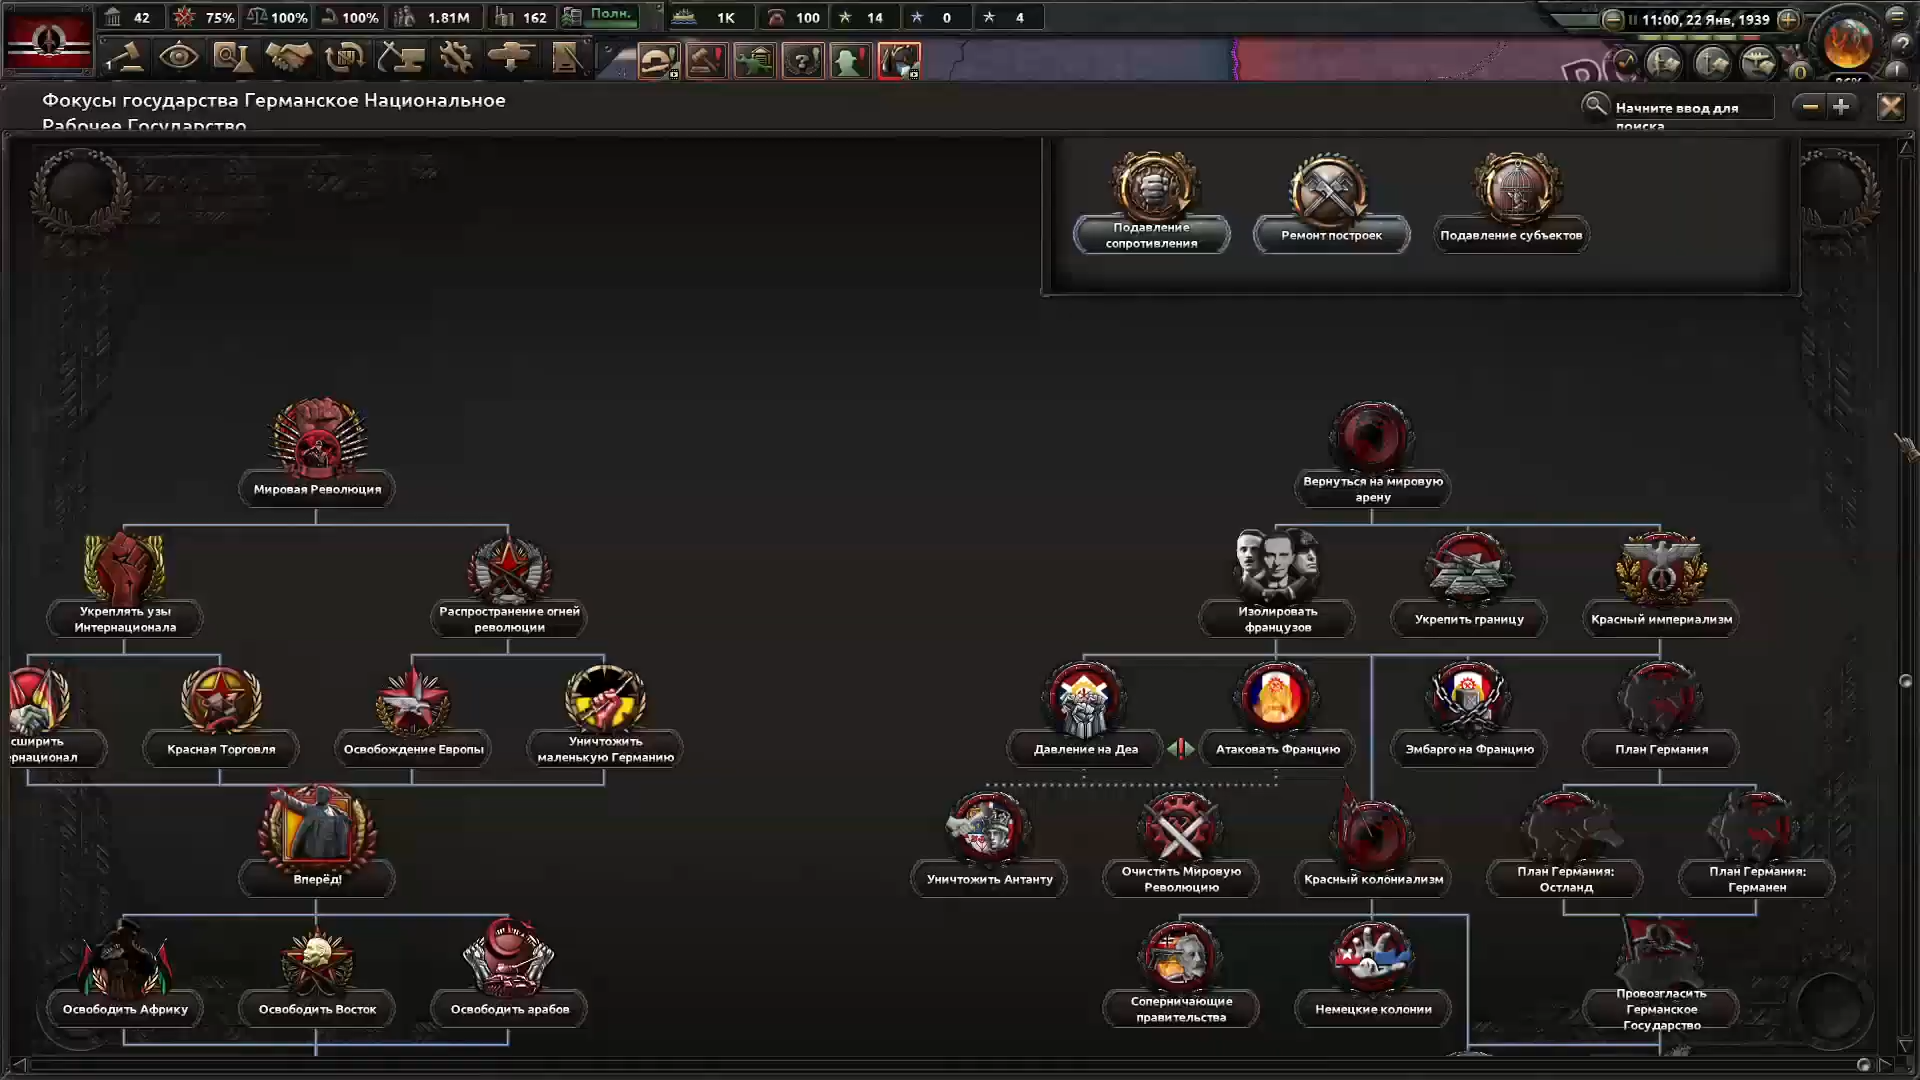 42
75%
100%
100%
1.81M
162
Полн.
1K
100
14
0
4
11:00, 22 Янв, 1939
0
86%
Фокусы государства Германское Национальное
Рабочее Государство
Начните ввод для
поиска
Подавление
сопротивления
Ремонт построек
Подавление субъектов
Мировая Революция
Вернуться на мировую
арену
Укреплять узы
Интернационала
Распространение огней
революции
Изолировать
французов
Укрепить границу
Красный империализм
сширить
ернационал
Красная Торговля
Освобождение Европы
Уничтожить
маленькую Германию
Давление на Деа
Атаковать Францию
Эмбарго на Францию
План Германия
Вперёд!
Уничтожить Антанту
Очистить Мировую
Революцию
Красный колониализм
План Германия:
Остланд
План Германия:
Германен
Освободить Африку
Освободить Восток
Освободить арабов
Соперничающие
правительства
Немецкие колонии
Провозгласить
Германское
Государство